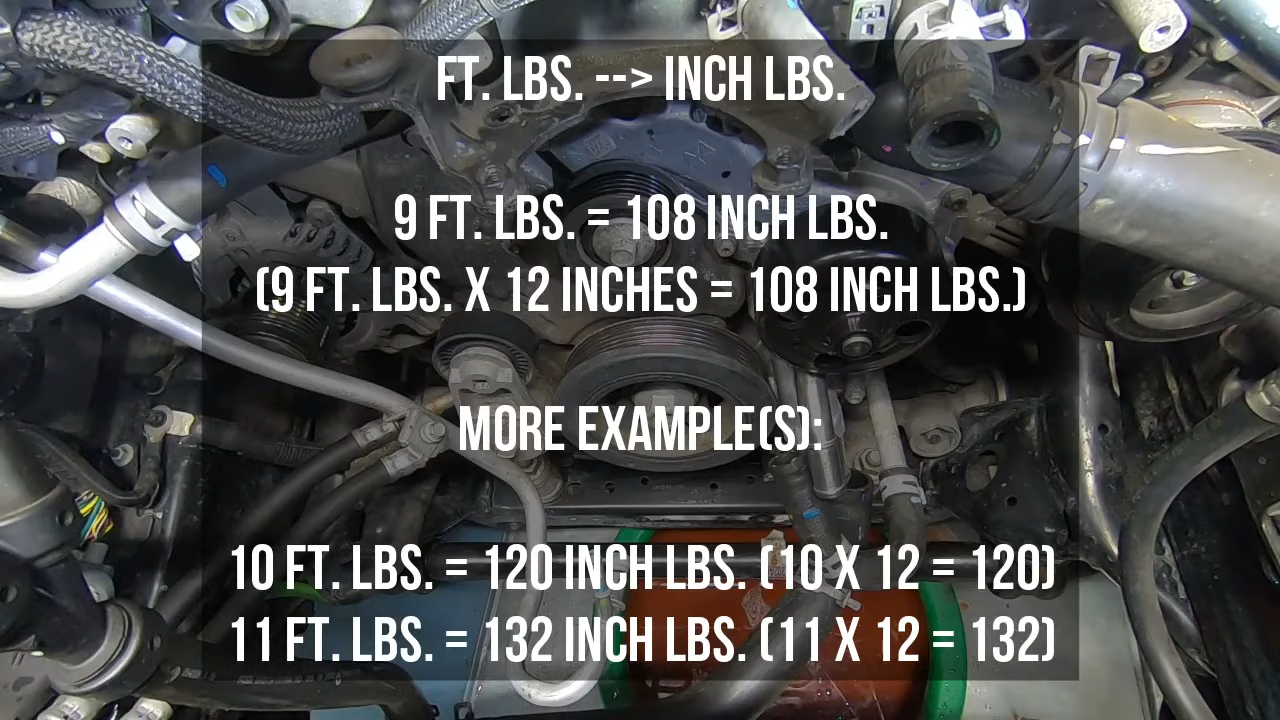 FT. LBS. --> INCH LBS.
9 FT. LBS. = 108 INCH LBS.
(9 FT. LBS. X 12 INCHES = 108 INCH LBS.)
MORE EXAMPLE(S):
10 FT. LBS. = 120 INCH LBS. (10 X 12 = 120)
11 FT. LBS. = 132 INCH LBS. (11 X 12 = 132)